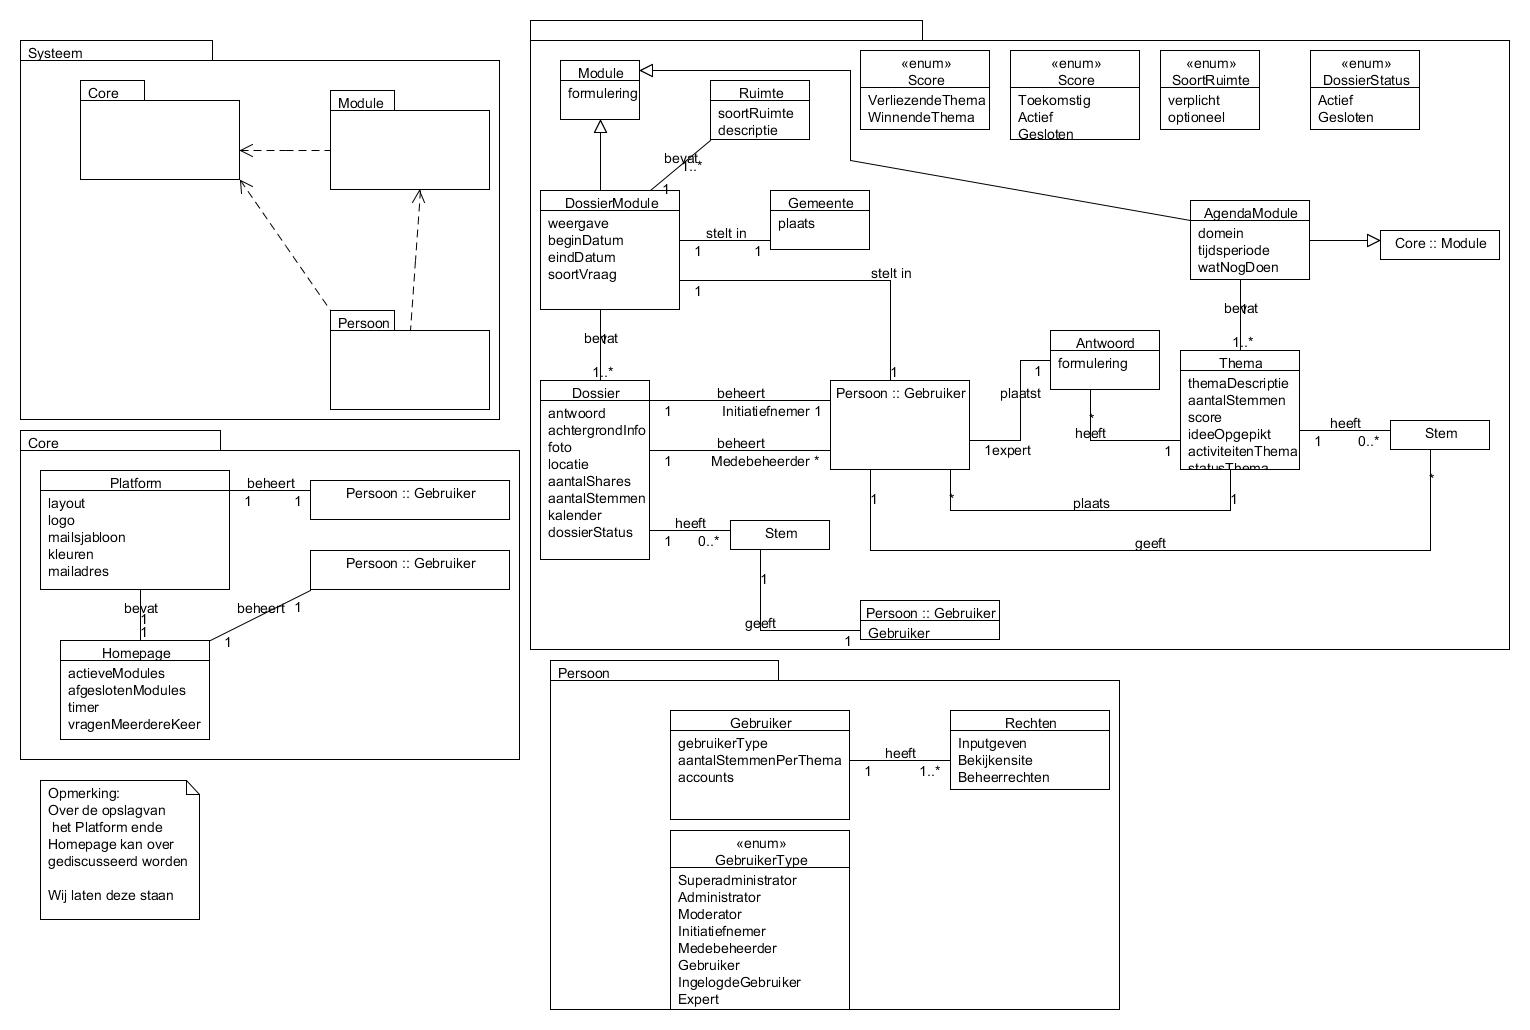 Systeem
Core
Module
Persoon
Core
Platform
layout
logo
mailsjabloon
kleuren
mailadres
beheert
1
1
Persoon :: Gebruiker
Persoon :: Gebruiker
bevat
1
1
beheert
1
1
Homepage
actieveModules
afgeslotenModules
timer
vragenMeerdereKeer
Opmerking:
Over de opslagvan
het Platform ende
Homepage kan over
gediscusseerd worden
Wij laten deze staan
Module
formulering
Ruimte
soortRuimte
descriptie
«enum»
Score
VerliezendeThema
WinnendeThema
«enum»
Score
Toekomstig
Actief
Gesloten
«enum»
SoortRuimte
verplicht
optioneel
«enum»
DossierStatus
Actief
Gesloten
bevat
1..*
1
DossierModule
weergave
beginDatum
eindDatum
soortVraag
stelt in
1
1
Gemeente
plaats
stelt in
1
1
AgendaModule
domein
tijdsperiode
watNogDoen
Core :: Module
bevat
1
1..*
bevat
1
1..*
Dossier
antwoord
achtergrondInfo
foto
locatie
aantalShares
aantalStemmen
kalender
dossierStatus
beheert
1
Initiatiefnemer 1
beheert
1
Medebeheerder *
Persoon :: Gebruiker
plaatst
1
1expert
Antwoord
formulering
*
heeft
1
Thema
themaDescriptie
aantalStemmen
score
ideeOpgepikt
activiteitenThema
statusThema
heeft
1
0..*
Stem
*
plaats
1
1
geeft
*
heeft
1
0..*
Stem
1
geeft
1
Persoon :: Gebruiker
Gebruiker
Persoon
Gebruiker
gebruikerType
aantalStemmenPerThema
accounts
heeft
1
1..*
Rechten
Inputgeven
Bekijkensite
Beheerrechten
«enum»
GebruikerType
Superadministrator
Administrator
Moderator
Initiatiefnemer
Medebeheerder
Gebruiker
IngelogdeGebruiker
Expert